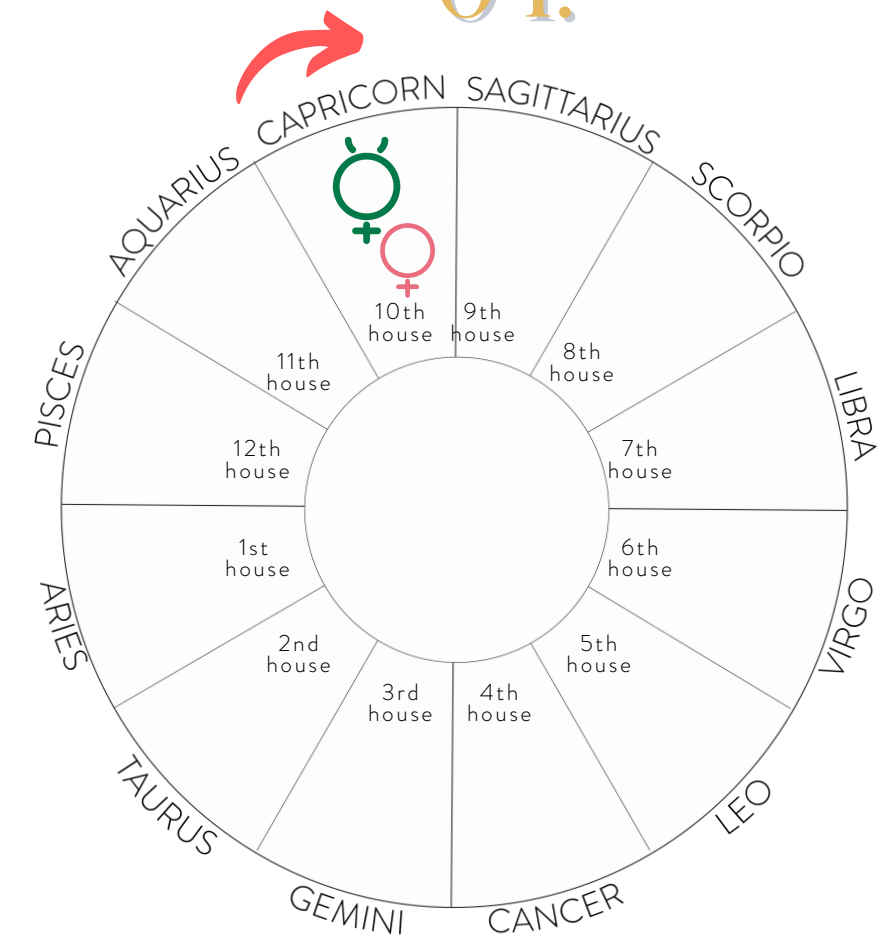 CAPRICORN
SAGITTARIUS
AQUARIUS
SCORPIO
PISCES
LIBRA
ARIES
VIRGO
TAURUS
LEO
GEMINI
CANCER
10th
house
9th
house
11th
house
8th
house
12th
house
7th
house
1st
house
6th
house
2nd
house
5th
house
3rd
house
4th
house